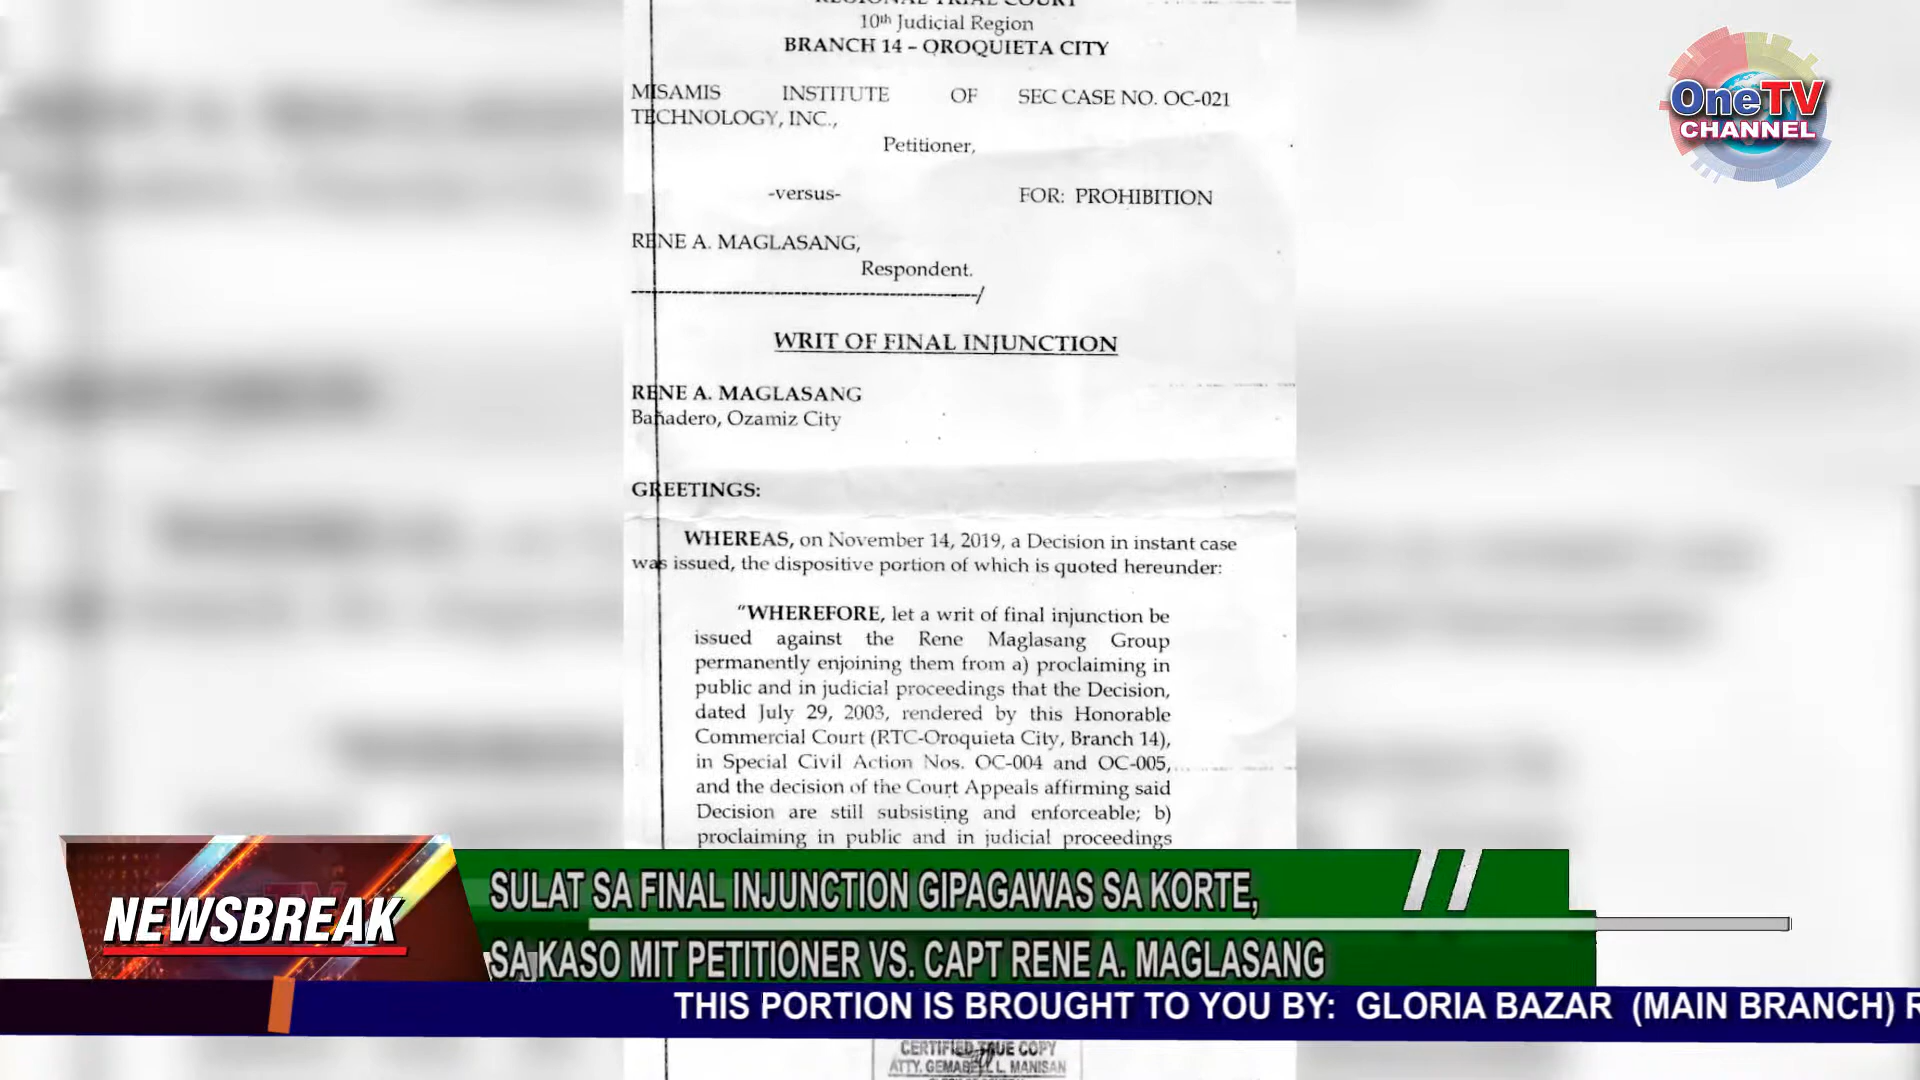 REGIONAL TRIAL COURT
10th Judicial Region
BRANCH 14 – OROQUIETA CITY
MISAMIS INSTITUTE OF
TECHNOLOGY, INC.,
SEC CASE NO. OC-021
Petitioner,
-versus-
FOR: PROHIBITION
RENE A. MAGLASANG,
Respondent.
------------------------------------------------/
WRIT OF FINAL INJUNCTION
RENE A. MAGLASANG
Bañadero, Ozamiz City
GREETINGS:
WHEREAS, on November 14, 2019, a Decision in instant case
was issued, the dispositive portion of which is quoted hereunder:
“WHEREFORE, let a writ of final injunction be
issued against the Rene Maglasang Group
permanently enjoining them from a) proclaiming in
public and in judicial proceedings that the Decision,
dated July 29, 2003, rendered by this Honorable
Commercial Court (RTC-Oroquieta City, Branch 14),
in Special Civil Action Nos. OC-004 and OC-005,
and the decision of the Court Appeals affirming said
Decision are still subsisting and enforceable; b)
proclaiming in public and in judicial proceedings
OneTV
CHANNEL
NEWSBREAK
SULAT SA FINAL INJUNCTION GIPAGAWAS SA KORTE,
SA KASO MIT PETITIONER VS. CAPT RENE A. MAGLASANG
THIS PORTION IS BROUGHT TO YOU BY: GLORIA BAZAR (MAIN BRANCH) R
CERTIFIED TRUE COPY
ATTY. GEMABELL L. MANISAN